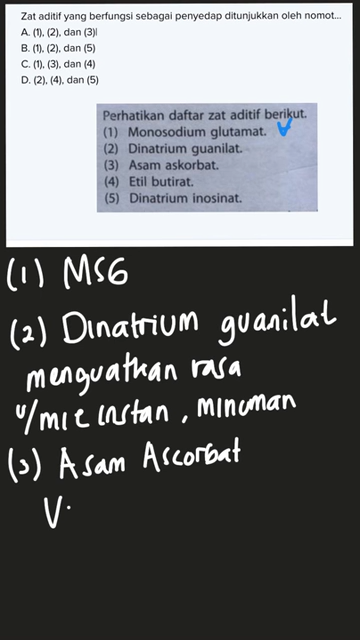 Zat aditif yang berfungsi sebagai penyedap ditunjukkan oleh nomot...
A. (1), (2), dan (3)
B. (1), (2), dan (5)
C. (1), (3), dan (4)
D. (2), (4), dan (5)
Perhatikan daftar zat aditif berikut.
(1) Monosodium glutamat.
(2) Dinatrium guanilat.
(3) Asam askorbat.
(4) Etil butirat.
(5) Dinatrium inosinat.
(1) MSG
(2) Dinatrium guanilat
menguatkan rasa
u/mie instan, minuman
(3) Asam Ascorbat
V.